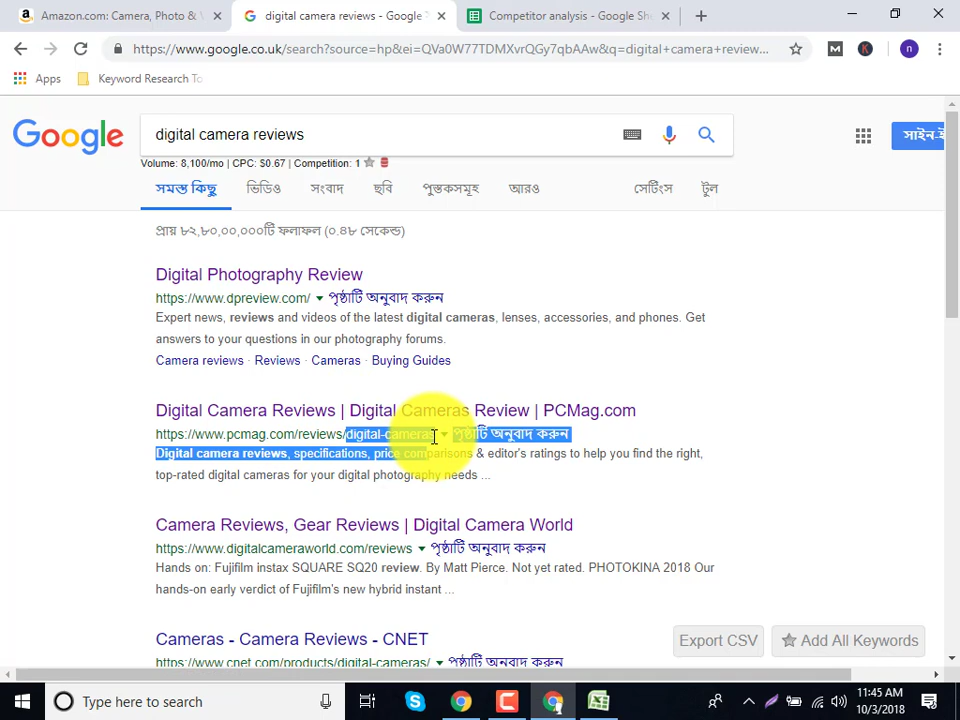 Amazon.com: Camera, Photo & V
digital camera reviews - Google
Competitor analysis - Google She
https://www.google.co.uk/search?source=hp&ei=QVa0W77TDMXvrQGy7qbAAw&q=digital+camera+review...
M
K
n
Apps
Keyword Research To
Google
digital camera reviews
সাইন-ই
Volume: 8,100/mo | CPC: $0.67 | Competition: 1
সমস্ত কিছু
ভিডিও
সংবাদ
ছবি
পুস্তকসমূহ
আরও
সেটিংস
টুল
প্রায় ৮২,৮০,০০,০০০টি ফলাফল (০.৪৮ সেকেন্ড)
Digital Photography Review
https://www.dpreview.com/ পৃষ্ঠাটি অনুবাদ করুন
Expert news, reviews and videos of the latest digital cameras, lenses, accessories, and phones. Get
answers to your questions in our photography forums.
Camera reviews · Reviews · Cameras · Buying Guides
Digital Camera Reviews | Digital Cameras Review | PCMag.com
https://www.pcmag.com/reviews/digital-cameras পৃষ্ঠাটি অনুবাদ করুন
Digital camera reviews, specifications, price comparisons & editor's ratings to help you find the right,
top-rated digital cameras for your digital photography needs ...
Camera Reviews, Gear Reviews | Digital Camera World
https://www.digitalcameraworld.com/reviews পৃষ্ঠাটি অনুবাদ করুন
Hands on: Fujifilm instax SQUARE SQ20 review. By Matt Pierce. Not yet rated. PHOTOKINA 2018 Our
hands-on early verdict of Fujifilm's new hybrid instant ...
Cameras - Camera Reviews - CNET
https://www.cnet.com/products/digital-cameras/ পৃষ্ঠাটি অনুবাদ করুন
Export CSV
Add All Keywords
Type here to search
11:45 AM
10/3/2018